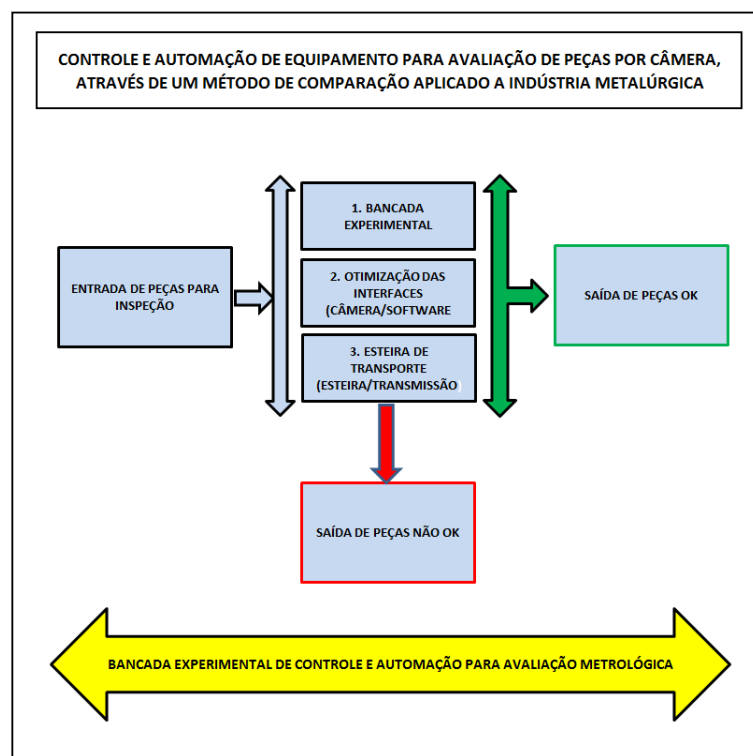 CONTROLE E AUTOMAÇÃO DE EQUIPAMENTO PARA AVALIAÇÃO DE PEÇAS POR CÂMERA,
ATRAVÉS DE UM MÉTODO DE COMPARAÇÃO APLICADO A INDÚSTRIA METALÚRGICA
ENTRADA DE PEÇAS PARA
INSPEÇÃO
1. BANCADA
EXPERIMENTAL
2. OTIMIZAÇÃO DAS
INTERFACES
(CÂMERA/SOFTWARE
3. ESTEIRA DE
TRANSPORTE
(ESTEIRA/TRANSMISSÃO)
SAÍDA DE PEÇAS OK
SAÍDA DE PEÇAS NÃO OK
BANCADA EXPERIMENTAL DE CONTROLE E AUTOMAÇÃO PARA AVALIAÇÃO METROLÓGICA